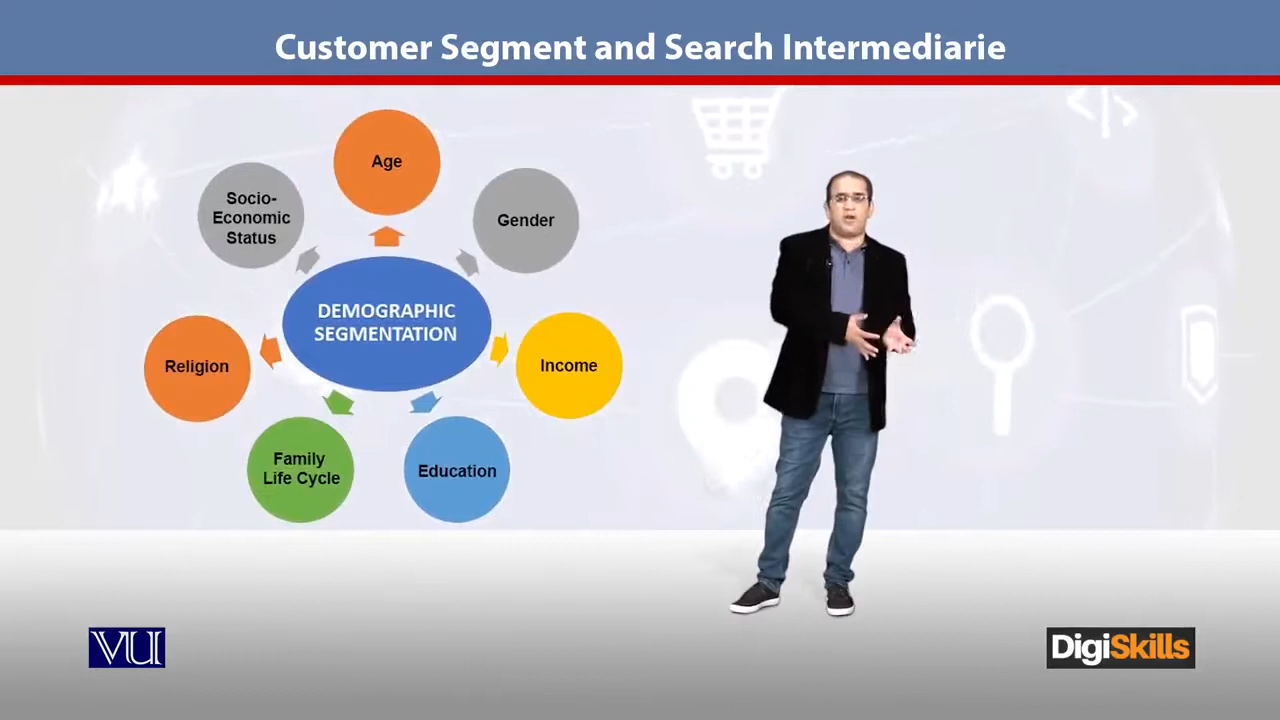 Customer Segment and Search Intermediarie
Age
Socio-
Economic
Status
Gender
DEMOGRAPHIC
SEGMENTATION
Religion
Income
Family
Life Cycle
Education
VU
DigiSkills